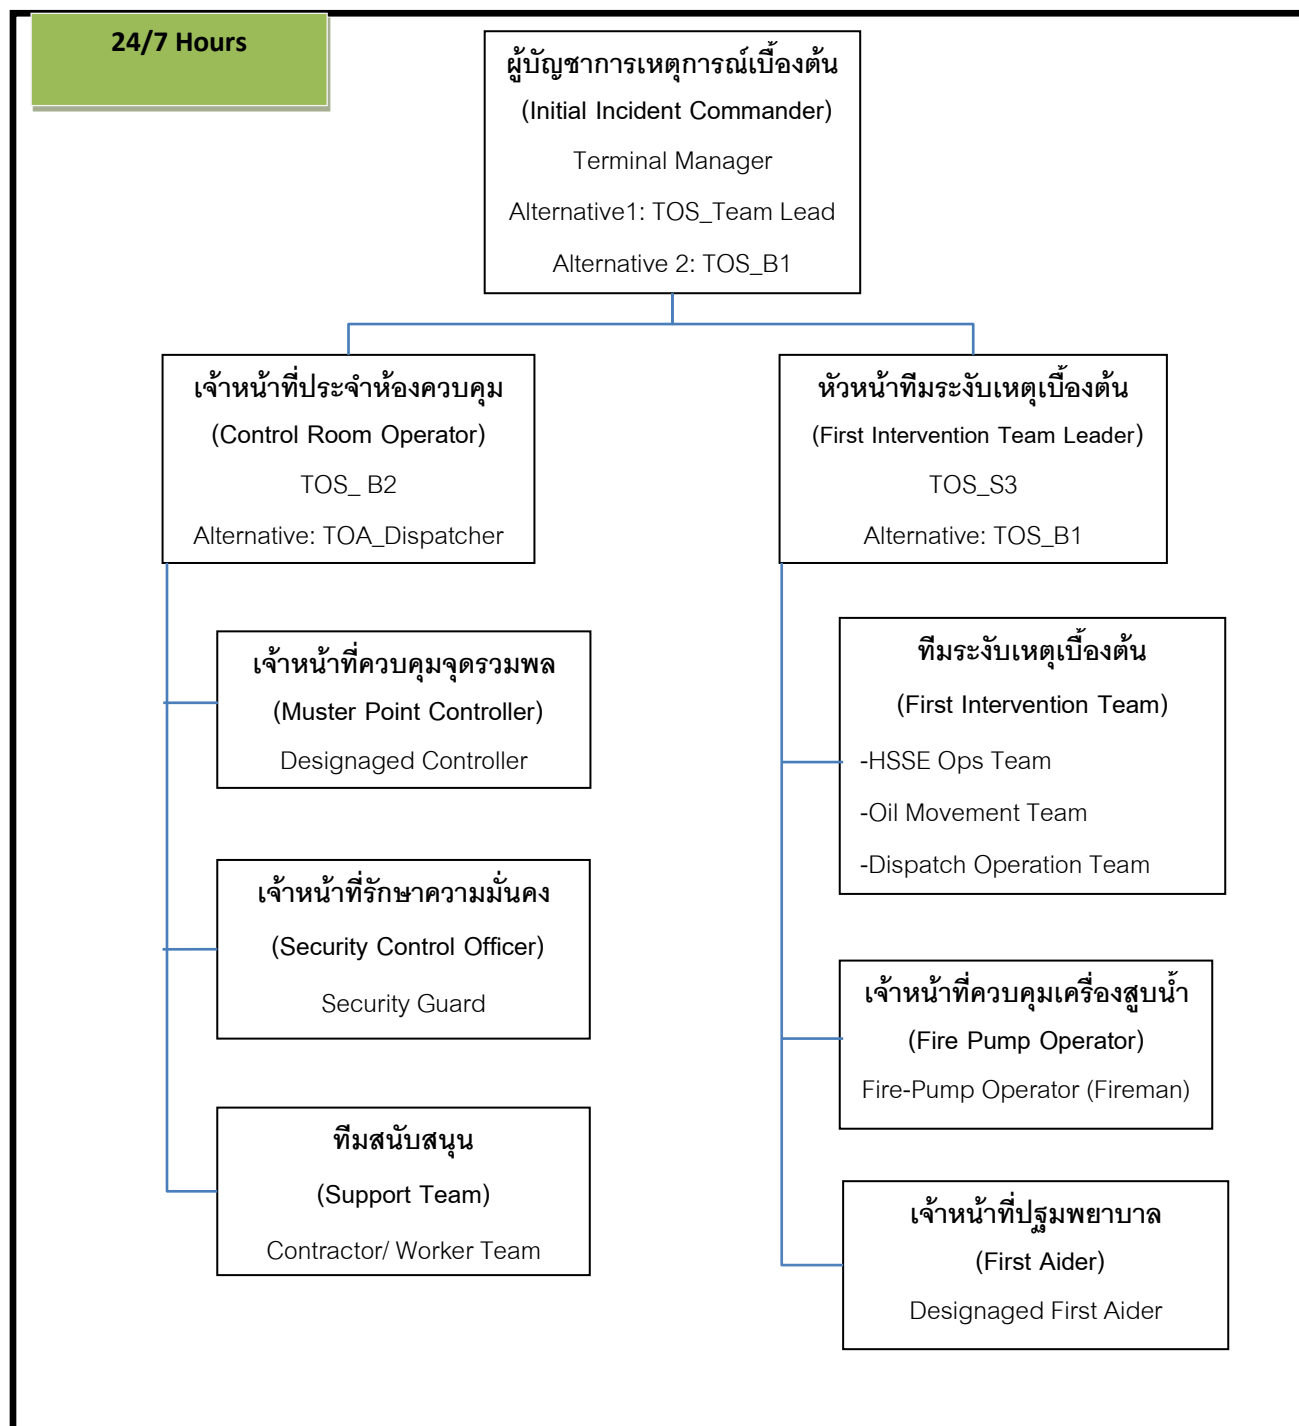 24/7 Hours
ผู้บัญชาการเหตุการณ์เบื้องต้น
(Initial Incident Commander)
Terminal Manager
Alternative1: TOS_Team Lead
Alternative 2: TOS_B1
เจ้าหน้าที่ประจำห้องควบคุม
(Control Room Operator)
TOS_ B2
Alternative: TOA_Dispatcher
เจ้าหน้าที่ควบคุมจุดรวมพล
(Muster Point Controller)
Designaged Controller
เจ้าหน้าที่รักษาความมั่นคง
(Security Control Officer)
Security Guard
ทีมสนับสนุน
(Support Team)
Contractor/ Worker Team
หัวหน้าทีมระงับเหตุเบื้องต้น
(First Intervention Team Leader)
TOS_S3
Alternative: TOS_B1
ทีมระงับเหตุเบื้องต้น
(First Intervention Team)
-HSSE Ops Team
-Oil Movement Team
-Dispatch Operation Team
เจ้าหน้าที่ควบคุมเครื่องสูบน้ำ
(Fire Pump Operator)
Fire-Pump Operator (Fireman)
เจ้าหน้าที่ปฐมพยาบาล
(First Aider)
Designaged First Aider